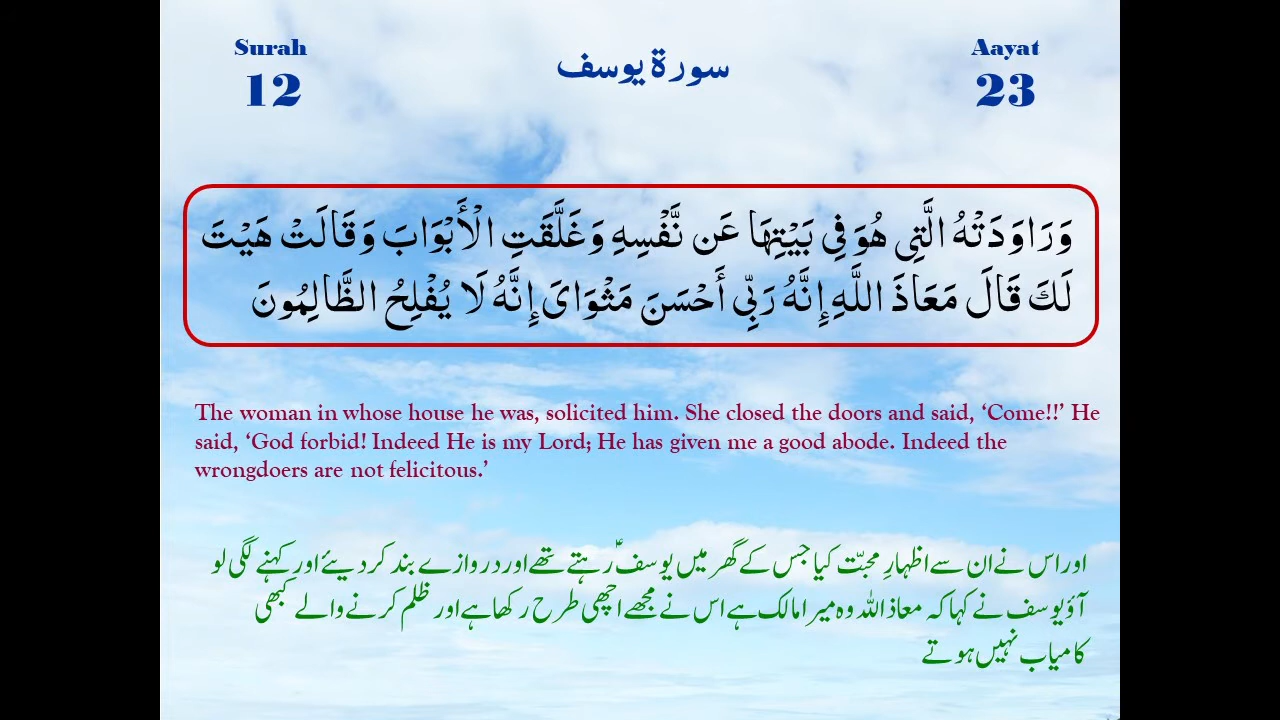 Surah
12
سورة يوسف
Aayat
23
وَرَاوَدَتْهُ الَّتِى هُوَ فِى بَيْتِهَا عَن نَّفْسِهِ وَغَلَّقَتِ الْأَبْوَابَ وَقَالَتْ هَيْتَ
لَكَ قَالَ مَعَاذَ اللَّهِ إِنَّهُ رَبِّى أَحْسَنَ مَثْوَاىَ إِنَّهُ لَا يُفْلِحُ الظَّالِمُونَ
The woman in whose house he was, solicited him. She closed the doors and said, ‘Come!!’ He
said, ‘God forbid! Indeed He is my Lord; He has given me a good abode. Indeed the
wrongdoers are not felicitous.’
اور اس نے ان سے اظہارِ محبّت کیا جس کے گھر میں یوسفؑ رہتے تھے اور دروازے بند کر دیئے اور کہنے لگی لو
آؤ یوسف نے کہا کہ معاذ اللہ وہ میرا مالک ہے اس نے مجھے اچھی طرح رکھا ہے اور ظلم کرنے والے کبھی
کامیاب نہیں ہوتے